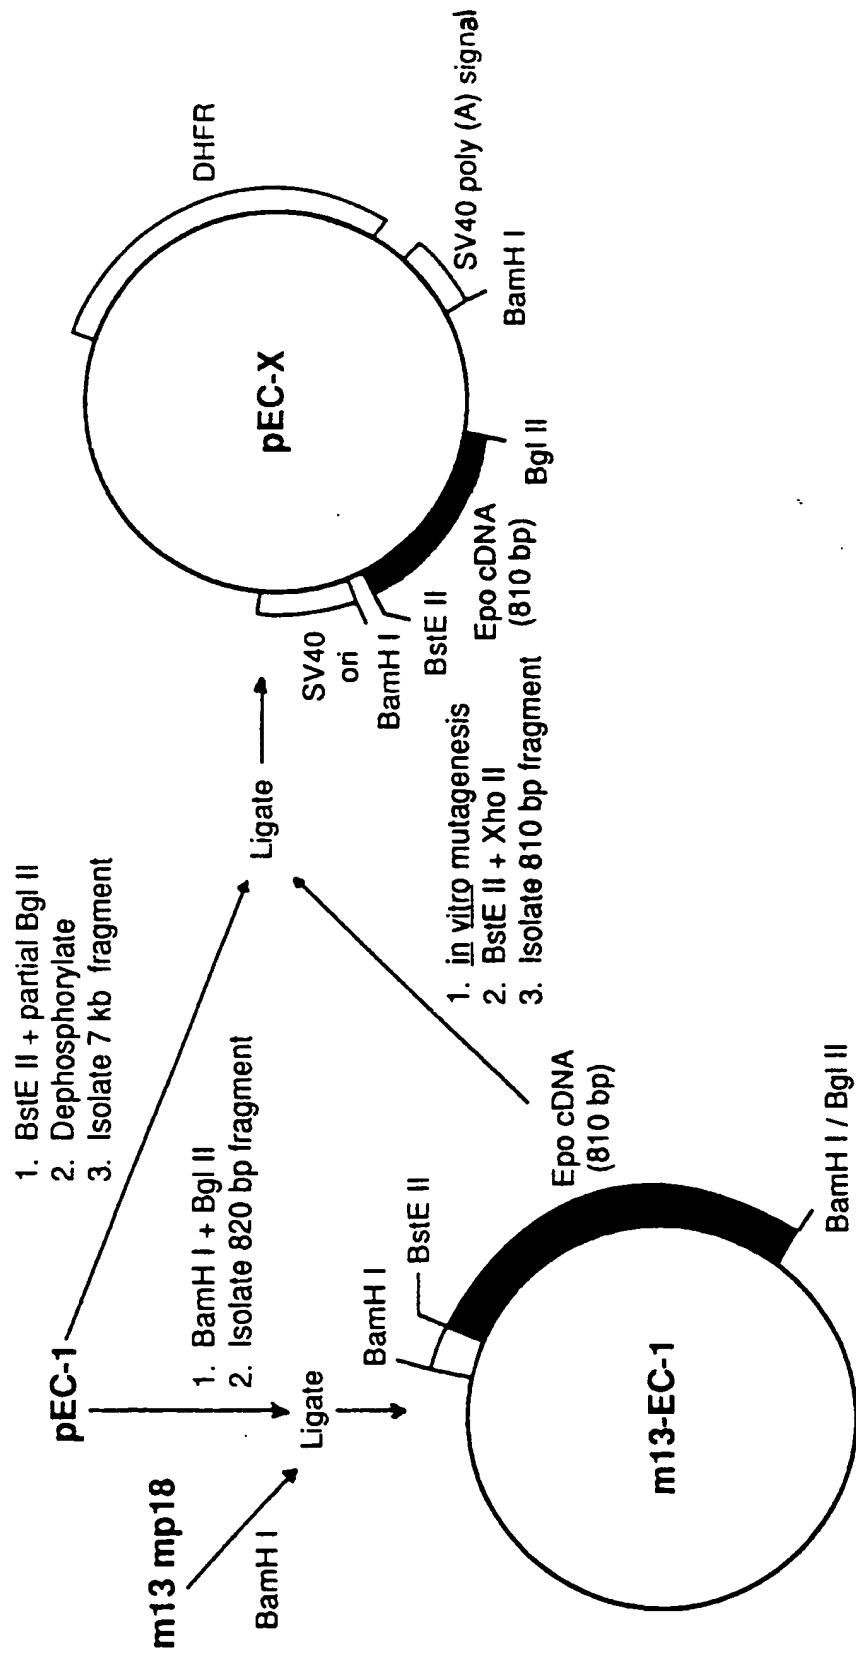 m13 mp18
BamH I
pEC-1
1. BamH I + Bgl II
2. Isolate 820 bp fragment
Ligate
1. BstE II + partial Bgl II
2. Dephosphorylate
3. Isolate 7 kb fragment
m13-EC-1
BamH I
BstE II
Epo cDNA
(810 bp)
BamH I / Bgl II
1. in vitro mutagenesis
2. BstE II + Xho II
3. Isolate 810 bp fragment
Ligate
pEC-X
DHFR
SV40 poly (A) signal
BamH I
Bgl II
Epo cDNA
(810 bp)
BstE II
BamH I
SV40
ori